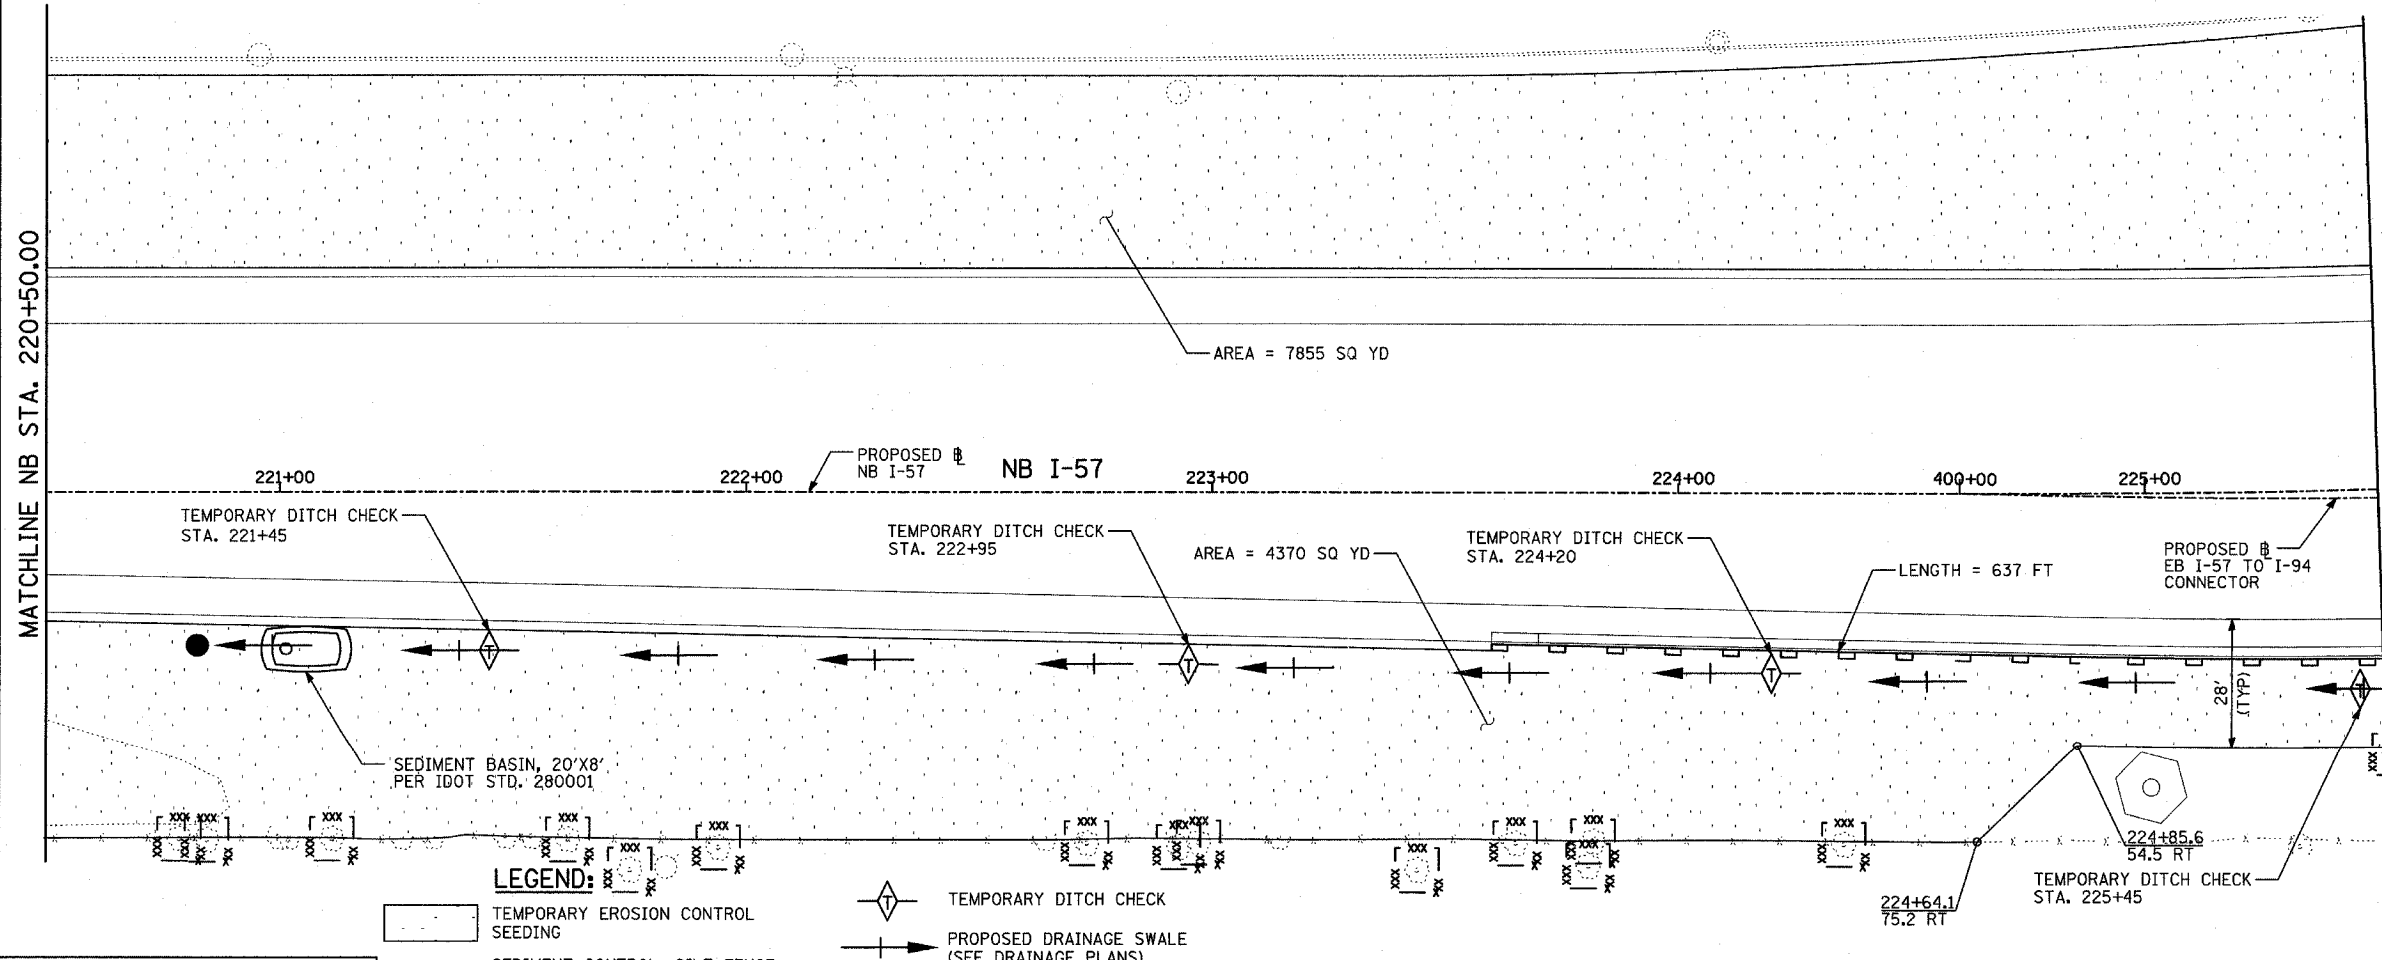 MATCHLINE NB STA. 220+50.00
AREA = 7855 SQ YD
PROPOSED B
NB I-57
NB I-57
221+00
222+00
223+00
224+00
400+00
225+00
TEMPORARY DITCH CHECK
STA. 221+45
TEMPORARY DITCH CHECK
STA. 222+95
AREA = 4370 SQ YD
TEMPORARY DITCH CHECK
STA. 224+20
LENGTH = 637 FT
PROPOSED B
EB I-57 TO I-94
CONNECTOR
T
T
T
T
28'
(TYP)
SEDIMENT BASIN, 20'X8'
PER IDOT STD. 280001
224+85.6
54.5 RT
TEMPORARY DITCH CHECK
STA. 225+45
224+64.1
75.2 RT
LEGEND:
TEMPORARY EROSION CONTROL
SEEDING
T
TEMPORARY DITCH CHECK
PROPOSED DRAINAGE SWALE
(SEE DRAINAGE PLANS)